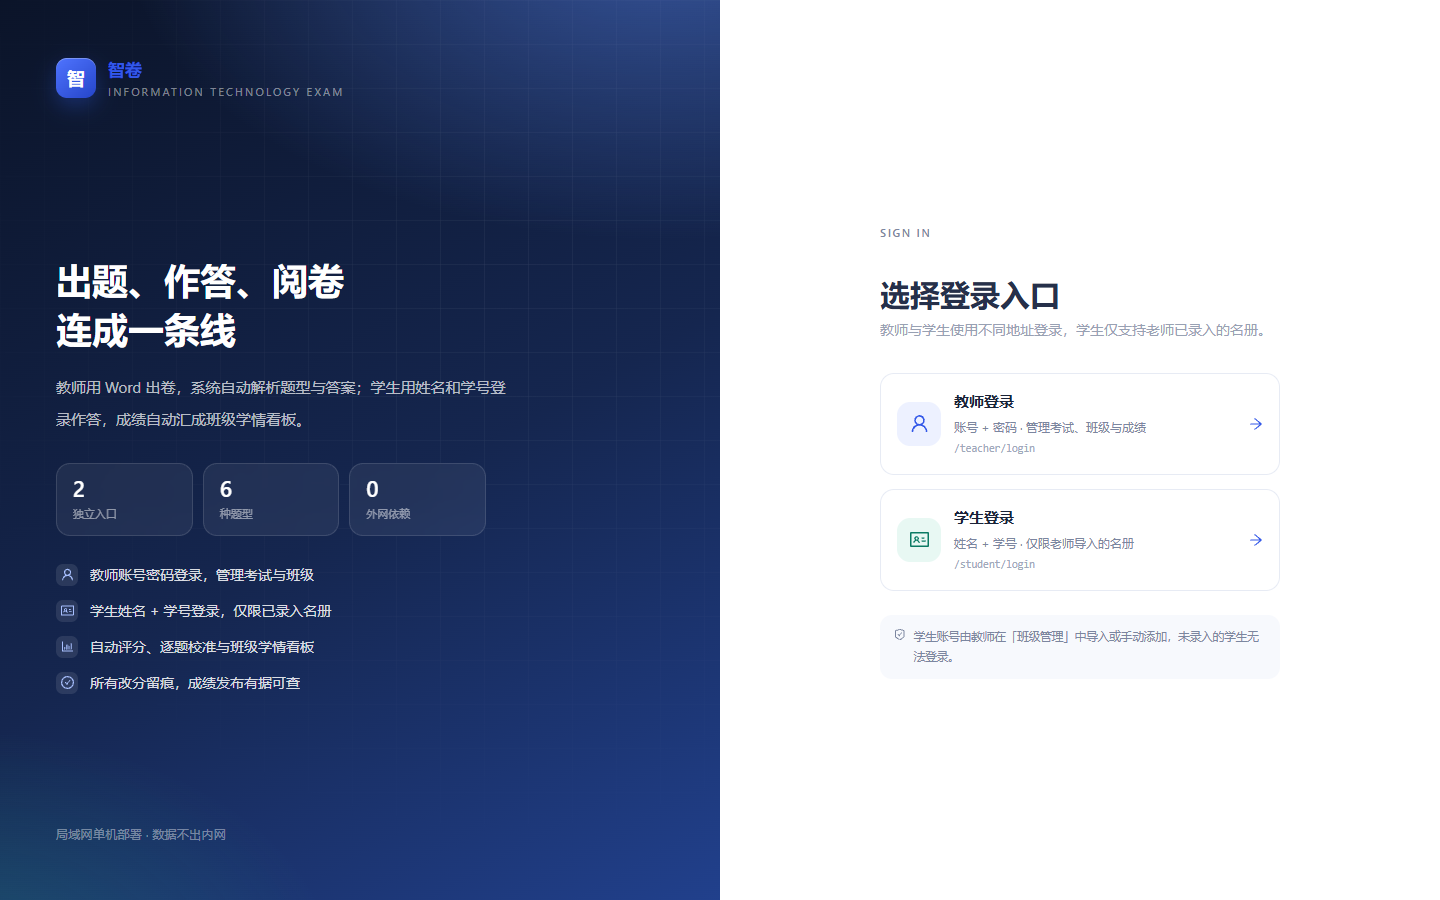 智
智卷
INFORMATION TECHNOLOGY EXAM
出题、作答、阅卷
连成一条线
教师用 Word 出卷，系统自动解析题型与答案；学生用姓名和学号登
录作答，成绩自动汇成班级学情看板。
2
独立入口
6
种题型
0
外网依赖
教师账号密码登录，管理考试与班级
学生姓名 + 学号登录，仅限已录入名册
自动评分、逐题校准与班级学情看板
所有改分留痕，成绩发布有据可查
局域网单机部署 · 数据不出内网
SIGN IN
选择登录入口
教师与学生使用不同地址登录，学生仅支持老师已录入的名册。
教师登录
账号 + 密码 · 管理考试、班级与成绩
/teacher/login
学生登录
姓名 + 学号 · 仅限老师导入的名册
/student/login
学生账号由教师在「班级管理」中导入或手动添加，未录入的学生无
法登录。